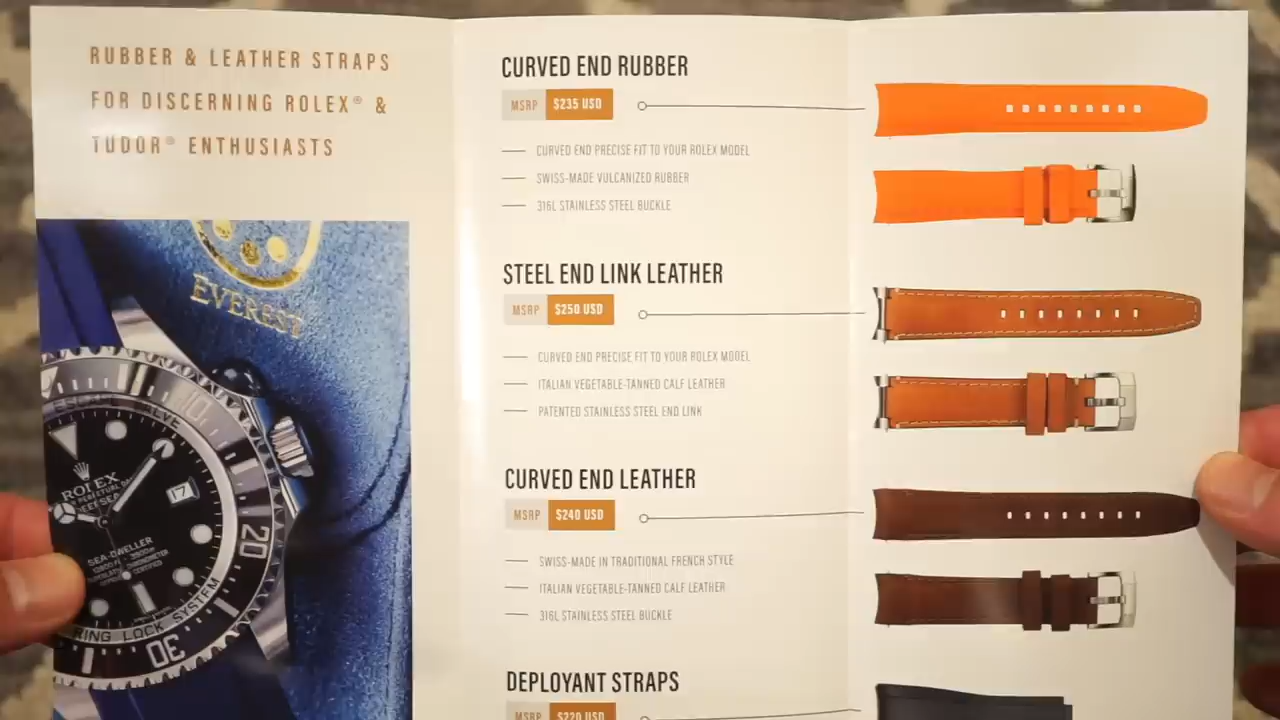 RUBBER & LEATHER STRAPS
FOR DISCERNING ROLEX® &
TUDOR® ENTHUSIASTS
EVEREST
ROLEX
SEA-DWELLER
RING LOCK SYSTEM
10
17
20
30
CURVED END RUBBER
MSRP $235 USD
CURVED END PRECISE FIT TO YOUR ROLEX MODEL
SWISS-MADE VULCANIZED RUBBER
316L STAINLESS STEEL BUCKLE
STEEL END LINK LEATHER
MSRP $250 USD
CURVED END PRECISE FIT TO YOUR ROLEX MODEL
ITALIAN VEGETABLE-TANNED CALF LEATHER
PATENTED STAINLESS STEEL END LINK
CURVED END LEATHER
MSRP $240 USD
SWISS-MADE IN TRADITIONAL FRENCH STYLE
ITALIAN VEGETABLE-TANNED CALF LEATHER
316L STAINLESS STEEL BUCKLE
DEPLOYANT STRAPS
MSRP $220 USD